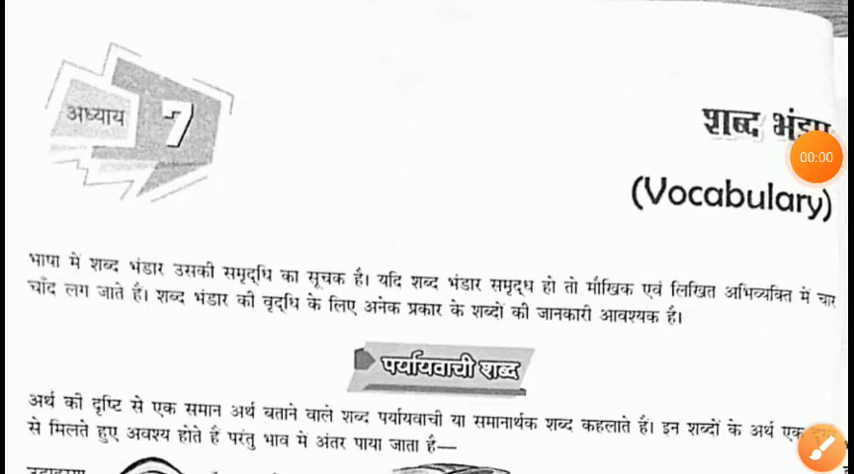 अध्याय 7
शब्द
00:00
(Vocabulary)
भाषा में शब्द भंडार उसकी समृद्धि का सूचक है। यदि शब्द भंडार समृद्ध हो तो मौखिक एवं लिखित अभिव्यक्ति में चार
चाँद लग जाते हैं। शब्द भंडार की वृद्धि के लिए अनेक प्रकार के शब्दों की जानकारी आवश्यक है।
पर्यायवाची शब्द
अर्थ की दृष्टि से एक समान अर्थ बताने वाले शब्द पर्यायवाची या समानार्थक शब्द कहलाते हैं। इन शब्दों के अर्थ एक
से मिलते हुए अवश्य होते हैं परंतु भाव में अंतर पाया जाता है—